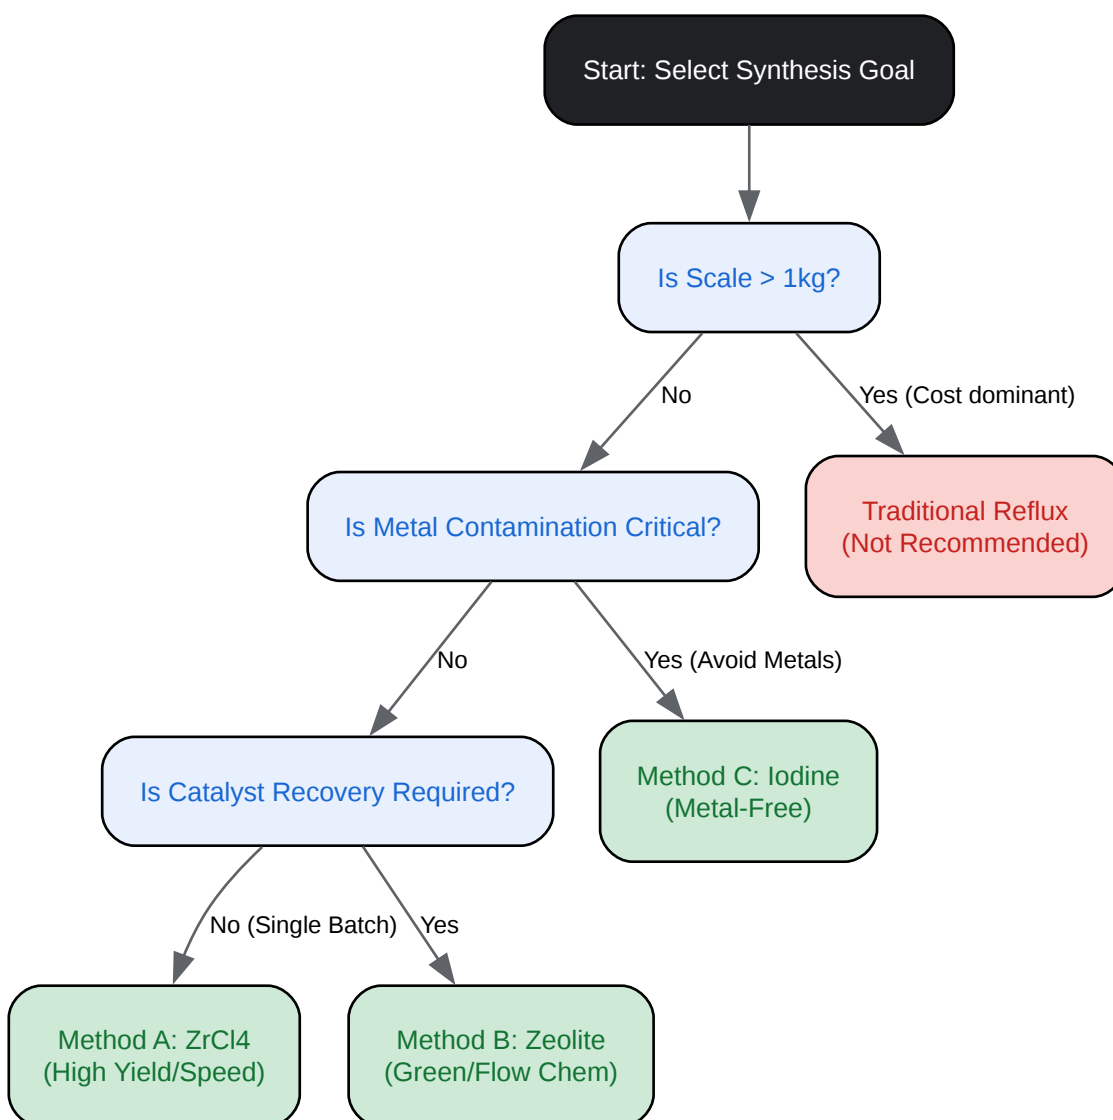 Start: Select Synthesis Goal
Is Scale > 1kg?
No
Yes (Cost dominant)
Is Metal Contamination Critical?
Traditional Reflux
(Not Recommended)
No
Yes (Avoid Metals)
Is Catalyst Recovery Required?
Method C: Iodine
(Metal-Free)
No (Single Batch)
Yes
Method A: ZrCl4
(High Yield/Speed)
Method B: Zeolite
(Green/Flow Chem)